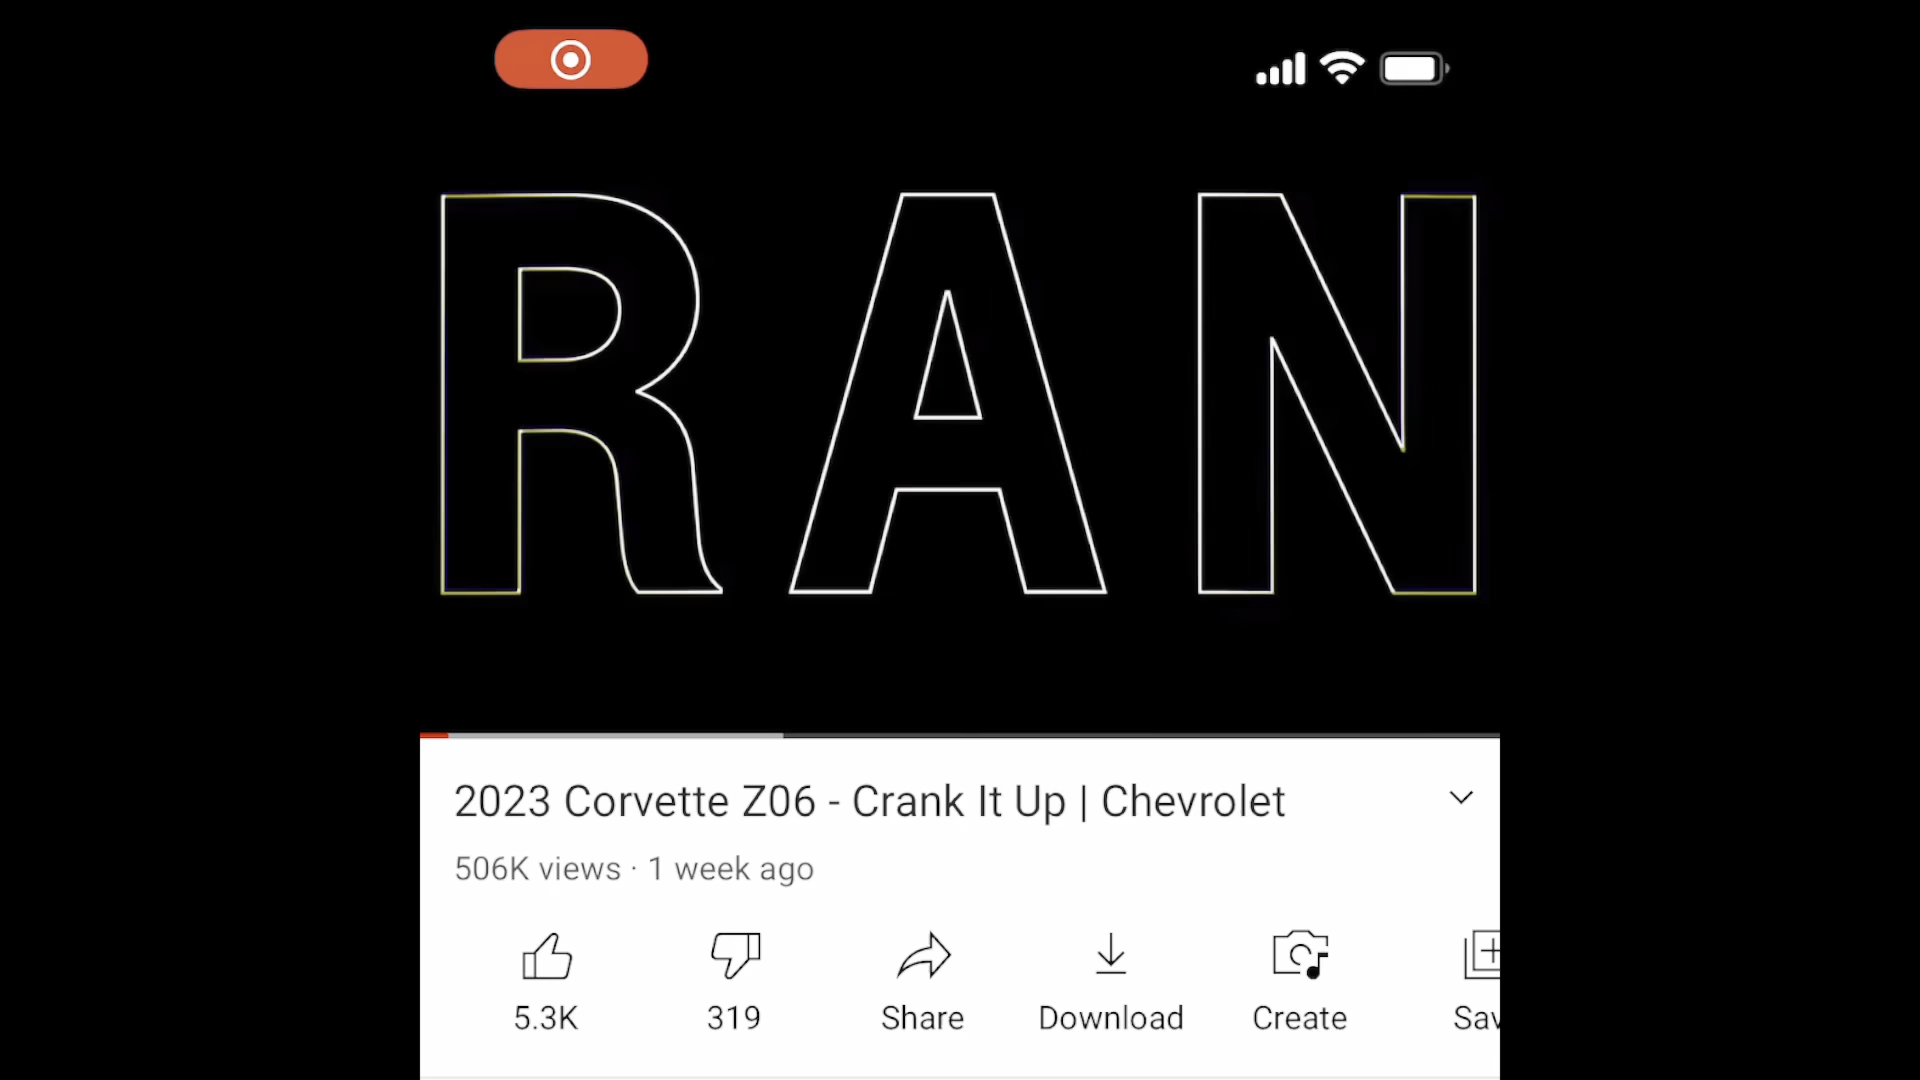 RAN
2023 Corvette Z06 - Crank It Up | Chevrolet
506K views · 1 week ago
5.3K 319 Share Download Create Sav